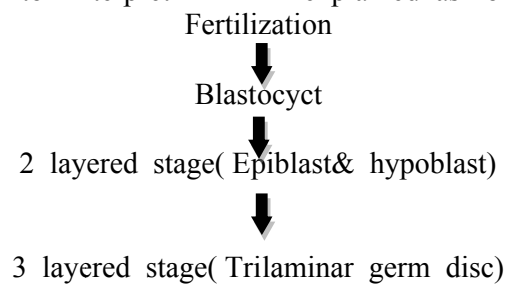 Fertilization
Blastocyct
2 layered stage( Epiblast& hypoblast)
3 layered stage( Trilaminar germ disc)